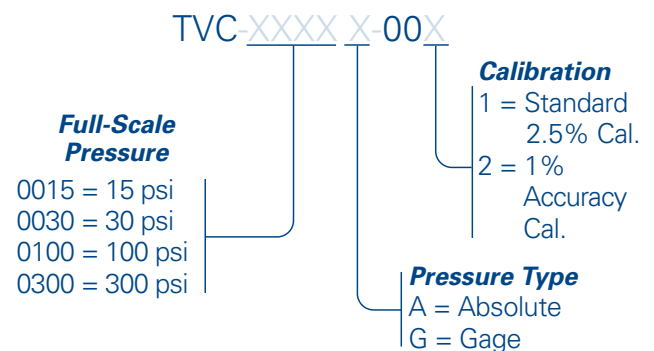 TVC-XXXX X-00X
Full-Scale
Pressure
0015 = 15 psi
0030 = 30 psi
0100 = 100 psi
0300 = 300 psi
Calibration
1 = Standard
2.5% Cal.
2 = 1%
Accuracy
Cal.
Pressure Type
A = Absolute
G = Gage